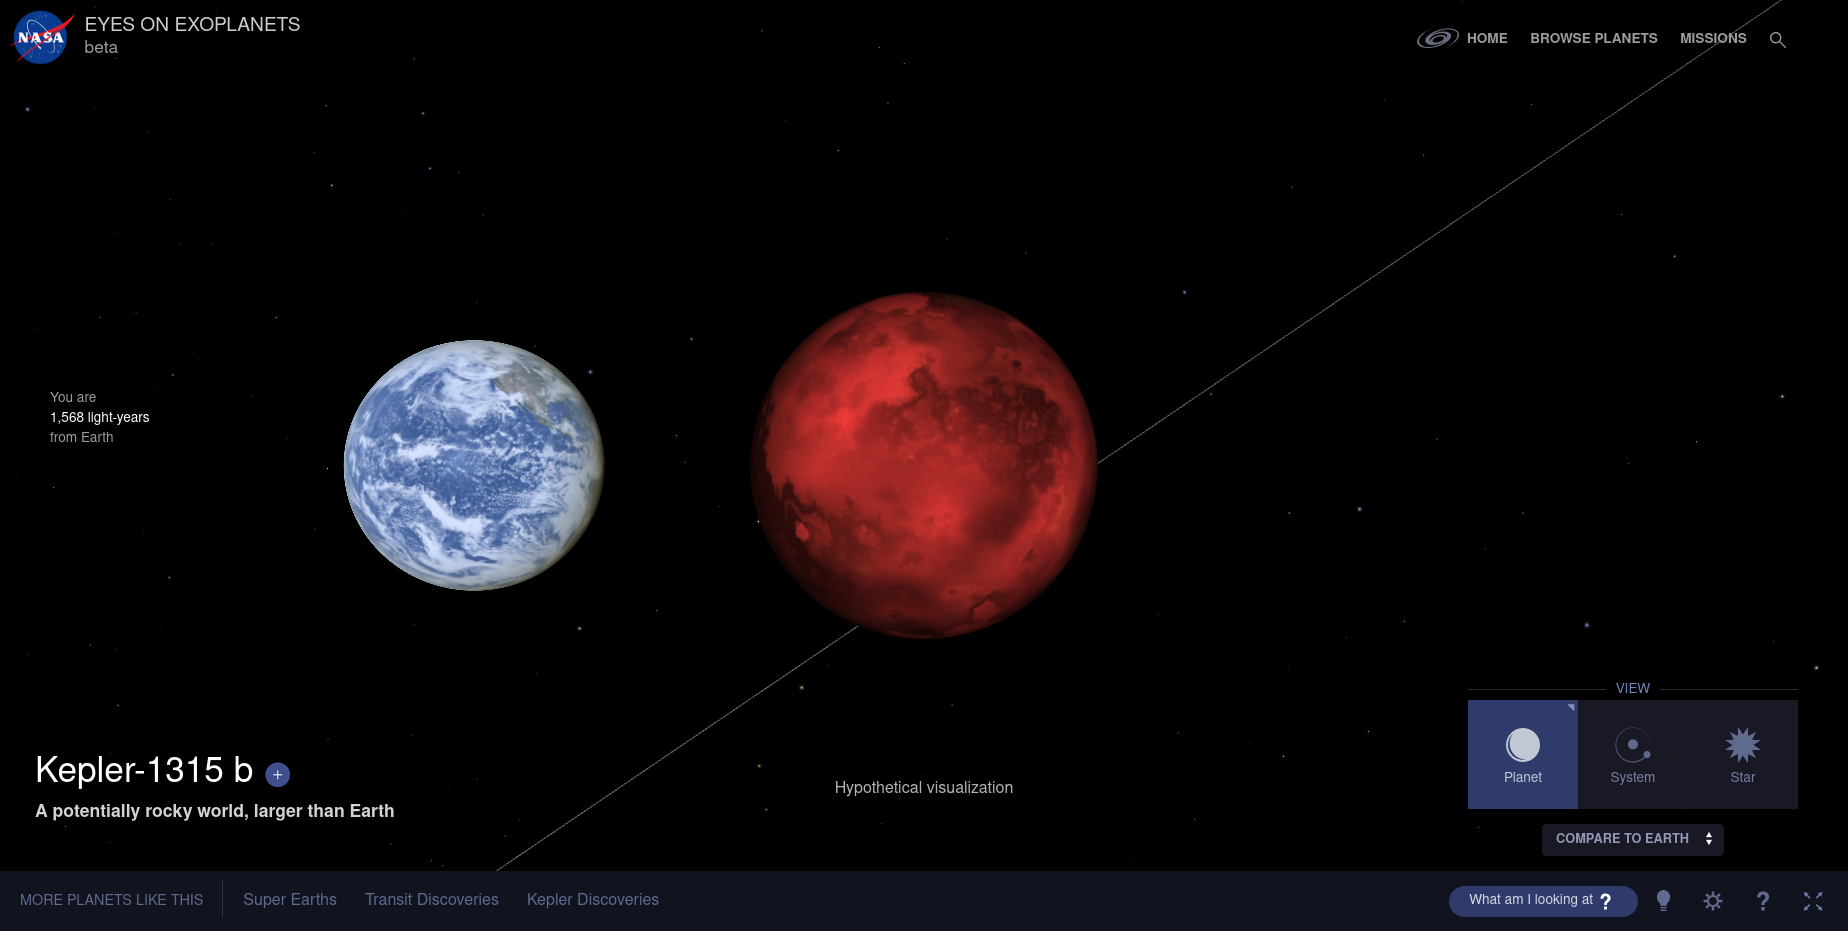 NASA
EYES ON EXOPLANETS
beta
HOME
BROWSE PLANETS
MISSIONS
You are
1,568 light-years
from Earth
Kepler-1315 b +
A potentially rocky world, larger than Earth
Hypothetical visualization
VIEW
Planet
System
Star
COMPARE TO EARTH
MORE PLANETS LIKE THIS
Super Earths
Transit Discoveries
Kepler Discoveries
What am I looking at ?
?